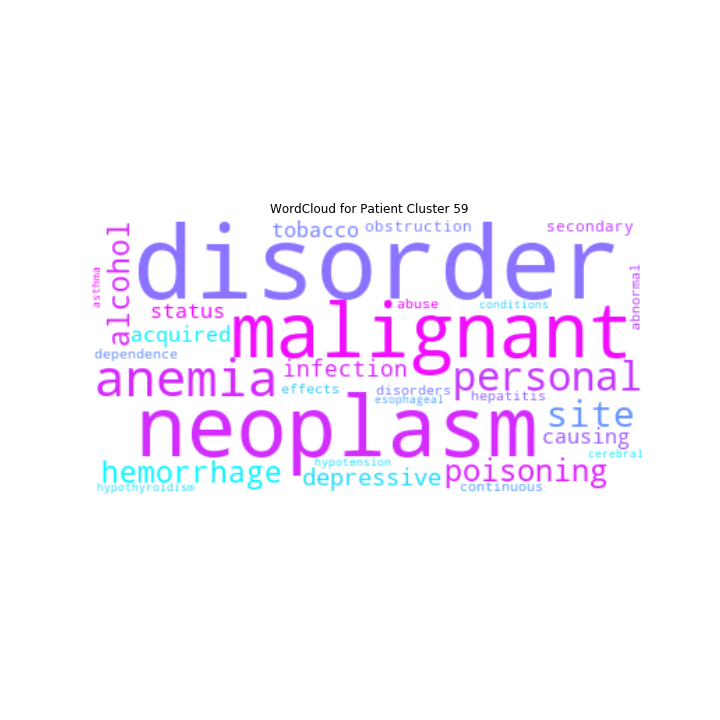 WordCloud for Patient Cluster 59
tobacco obstruction secondary
disorder
alcohol
asthma
abnormal
status abuse conditions
acquired malignant
dependence
anemia infection personal
effects disorders hepatitis
esophageal
neoplasm site
causing
cerebral
hemorrhage hypotension
depressive poisoning
hypothyroidism continuous